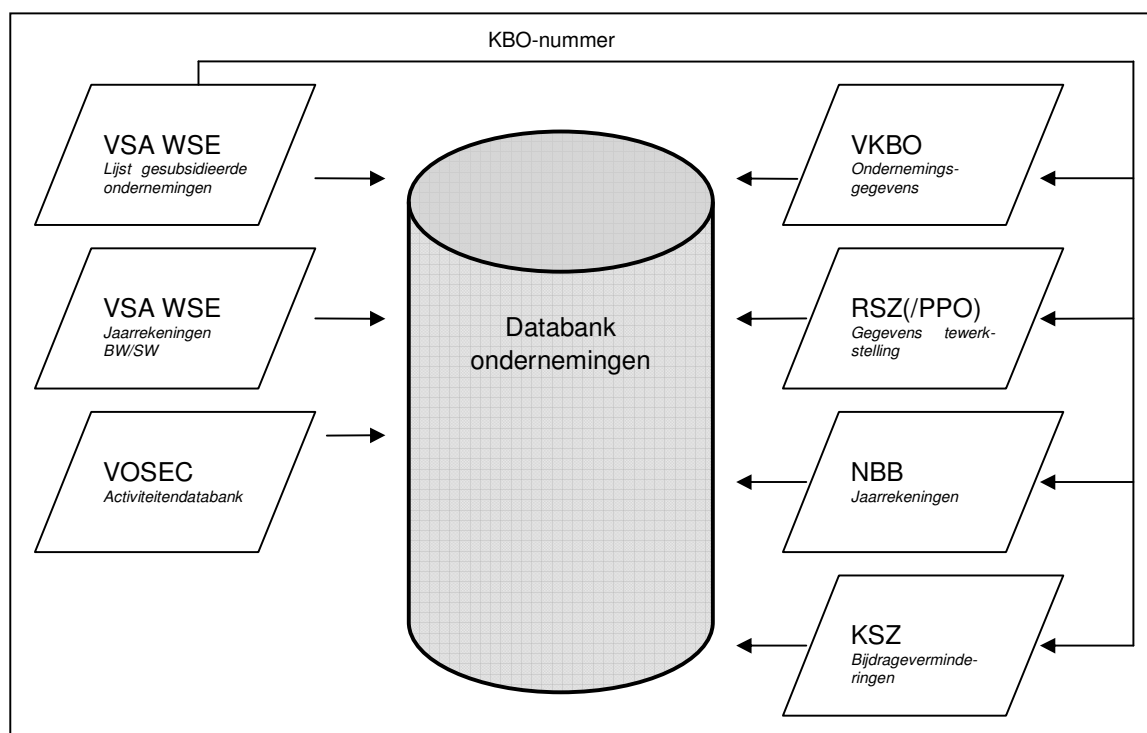 KBO-nummer
VSA WSE
Lijst gesubsidieerde
ondernemingen
VSA WSE
Jaarrekeningen
BW/SW
VOSEC
Activiteitendatabank
Databank
ondernemingen
VKBO
Ondernemings-
gegevens
RSZ(/PPO)
Gegevens tewerk-
stelling
NBB
Jaarrekeningen
KSZ
Bijdrageverminde-
ringen